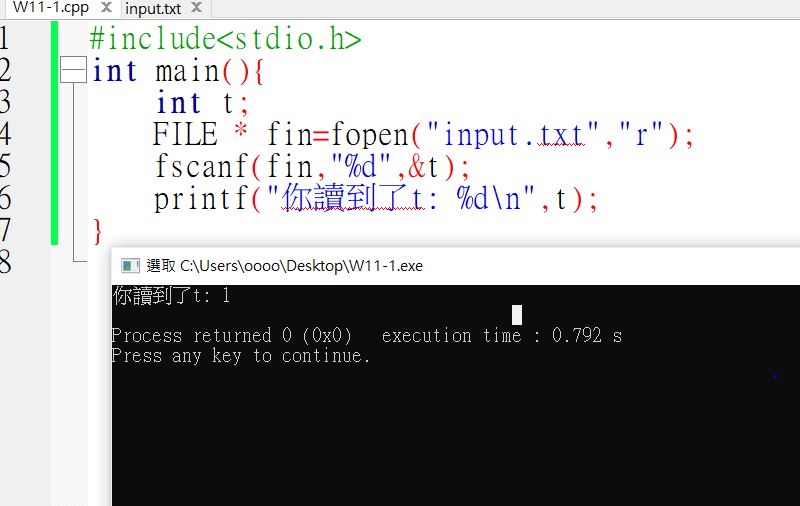 W11-1.cpp input.txt
1 #include<stdio.h>
2 int main(){
3 int t;
4 FILE * fin=fopen("input.txt","r");
5 fscanf(fin,"%d",&t);
6 printf("你讀到了t: %d\n",t);
7 }
8
選取 C:\Users\oooo\Desktop\W11-1.exe
你讀到了t: 1
Process returned 0 (0x0) execution time : 0.792 s
Press any key to continue.